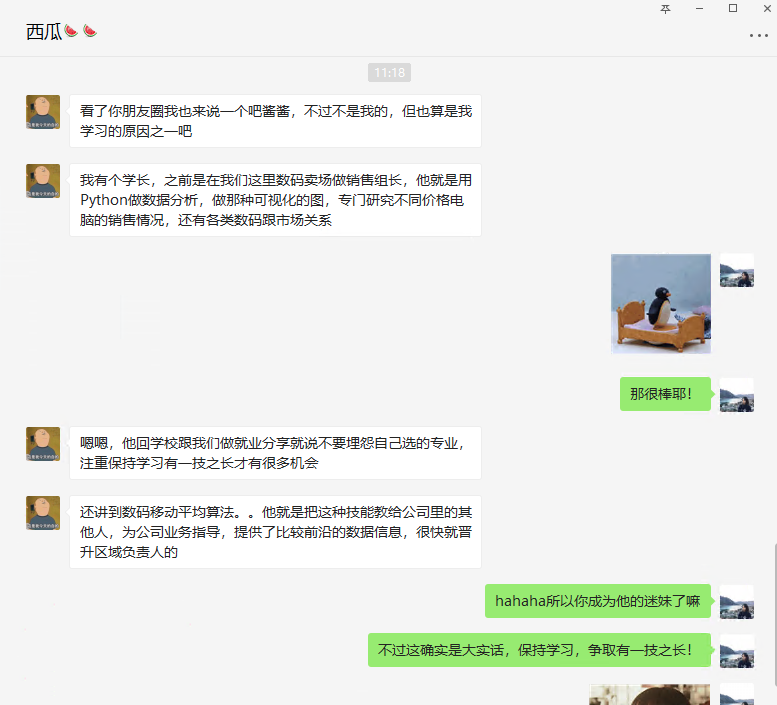 西瓜🍉🍉
11:18
看了你朋友圈我也来说一个吧酱酱，不过不是我的，但也算是我
学习的原因之一吧
我有个学长，之前是在我们这里数码卖场做销售组长，他就是用
Python做数据分析，做那种可视化的图，专门研究不同价格电
脑的销售情况，还有各类数码跟市场关系
那很棒耶！
嗯嗯，他回学校跟我们做就业分享就说不要埋怨自己选的专业，
注重保持学习有一技之长才有很多机会
还讲到数码移动平均算法。。他就是把这种技能教给公司里的其
他人，为公司业务指导，提供了比较前沿的数据信息，很快就晋
升区域负责人的
hahaha所以你成为他的迷妹了嘛
不过这确实是大实话，保持学习，争取有一技之长！